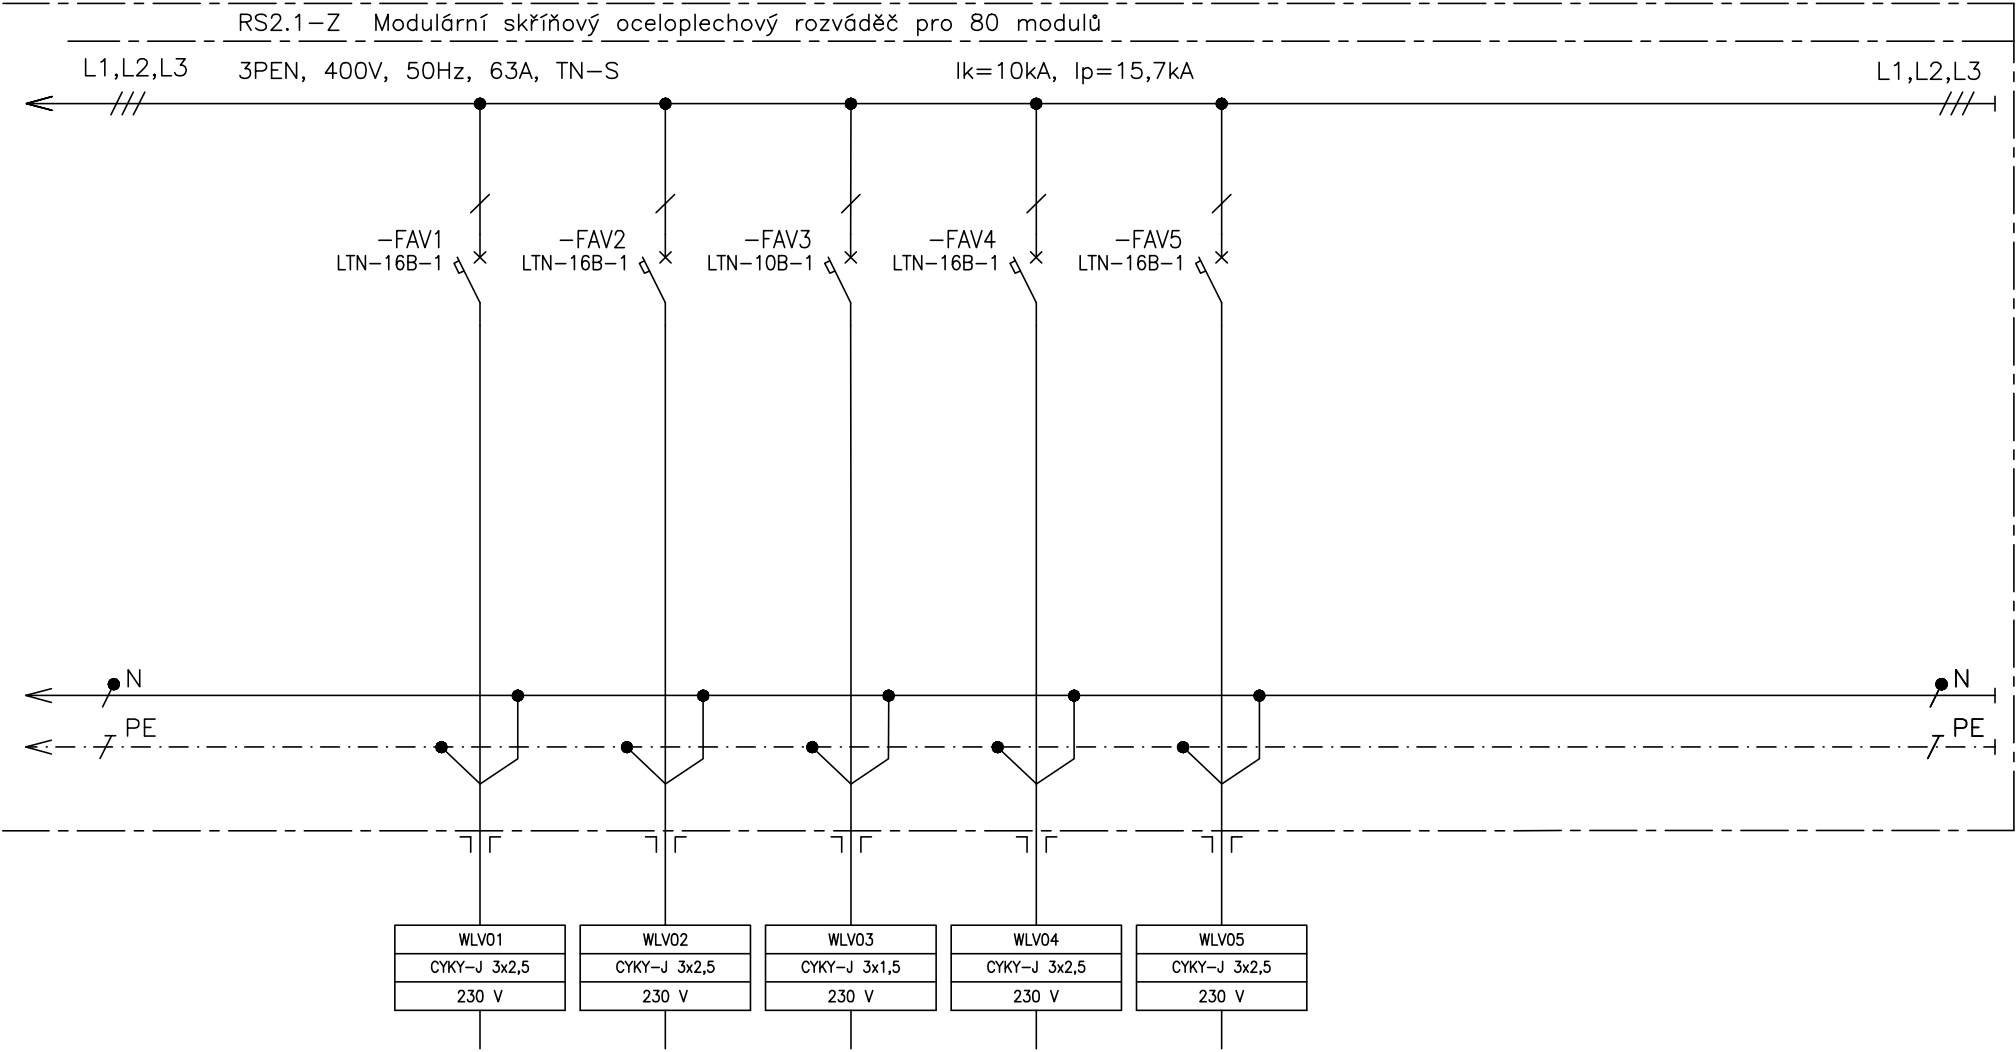 RS2.1-Z Modulární skříňový oceloplechový rozváděč pro 80 modulů
L1,L2,L3 3PEN, 400V, 50Hz, 63A, TN-S Ik=10kA, Ip=15,7kA L1,L2,L3
-FAV1 -FAV2 -FAV3 -FAV4 -FAV5
LTN-16B-1 LTN-16B-1 LTN-10B-1 LTN-16B-1 LTN-16B-1
N N
PE PE
WLV01 WLV02 WLV03 WLV04 WLV05
CYKY-J 3x2,5 CYKY-J 3x2,5 CYKY-J 3x1,5 CYKY-J 3x2,5 CYKY-J 3x2,5
230 V 230 V 230 V 230 V 230 V